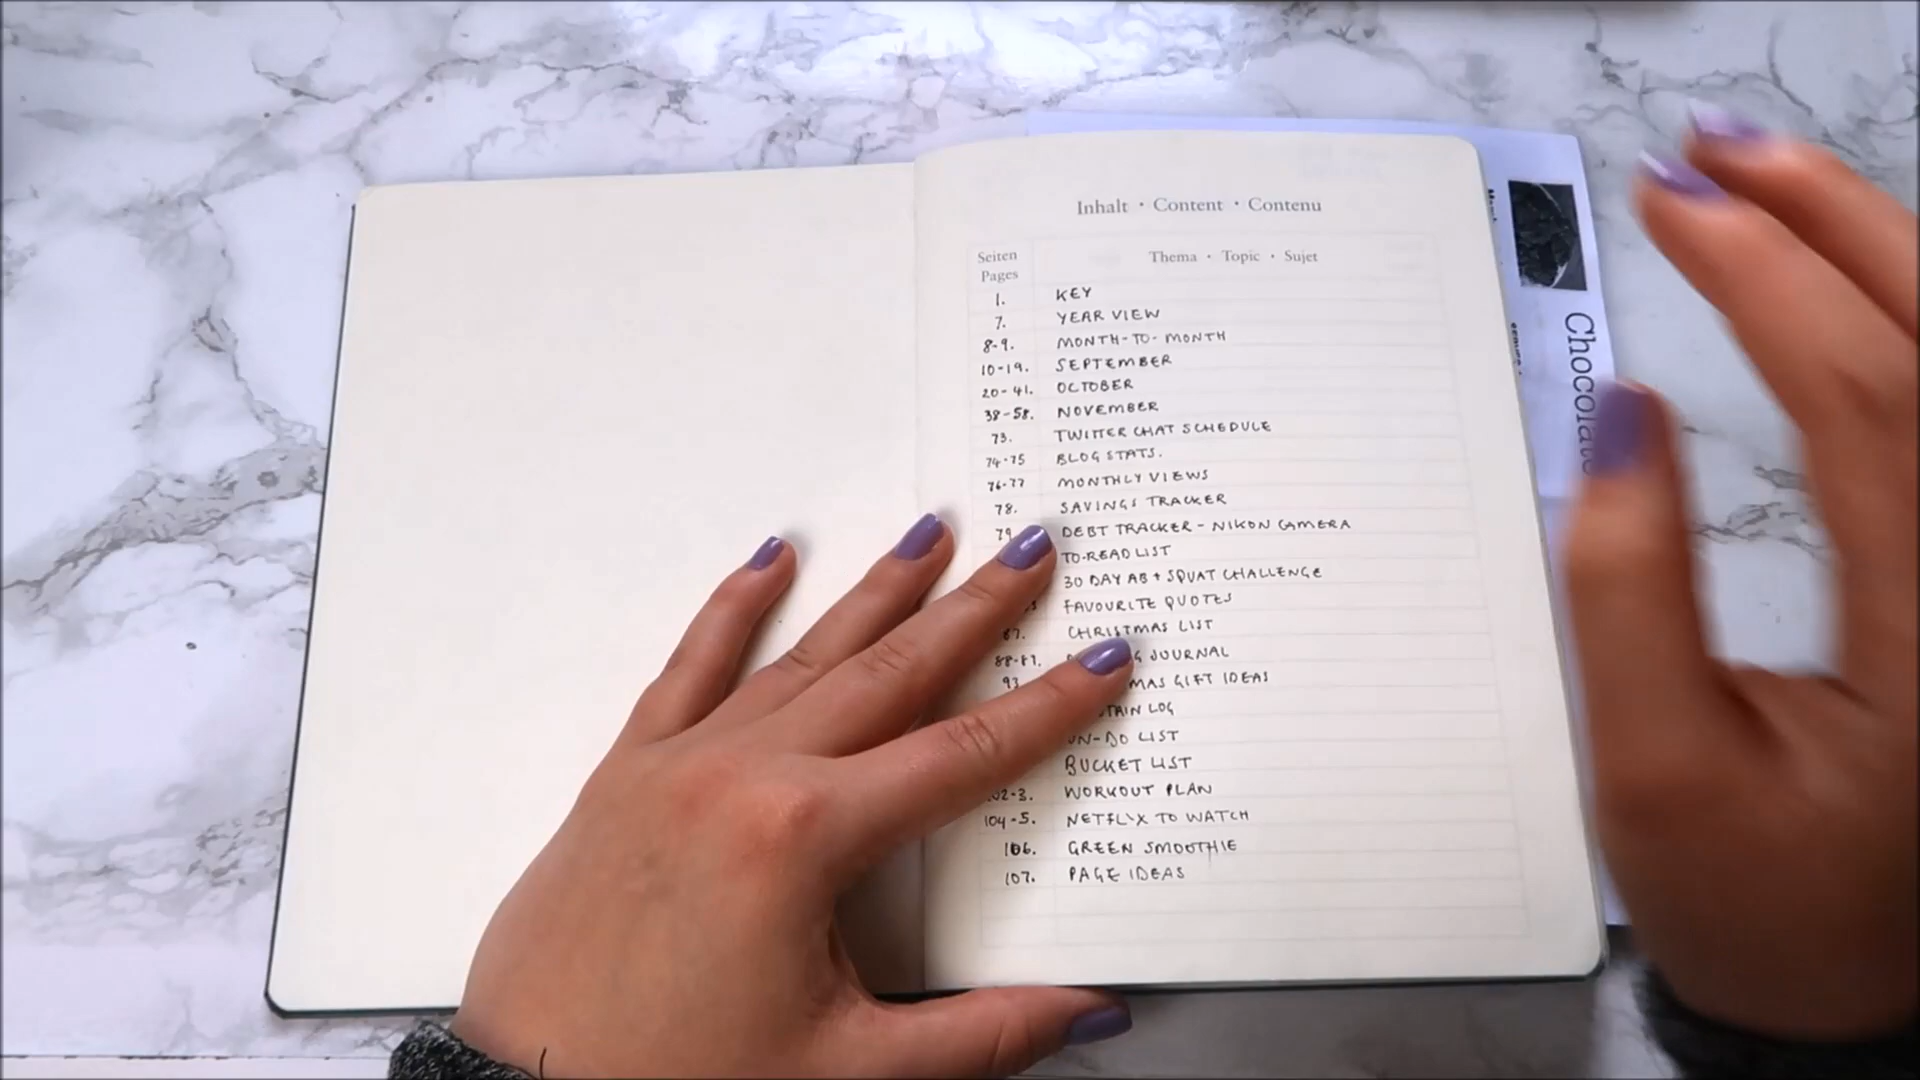 Inhalt · Content · Contenu
Seiten
Pages
Thema · Topic · Sujet
1. KEY
7. YEAR VIEW
8-9. MONTH-TO-MONTH
10-19. SEPTEMBER
20-41. OCTOBER
38-58. NOVEMBER
73. TWITTER CHAT SCHEDULE
74-75 BLOG STATS.
76-77 MONTHLY VIEWS
78. SAVINGS TRACKER
79 DEBT TRACKER - NIKON CAMERA
TO-READ LIST
30 DAY AB + SQUAT CHALLENGE
FAVOURITE QUOTES
87. CHRISTMAS LIST
JOURNAL
93 GIFT IDEAS
LOG
UN-DO LIST
BUCKET LIST
WORKOUT PLAN
104-5. NETFLIX TO WATCH
106. GREEN SMOOTHIE
107. PAGE IDEAS
Chocolate